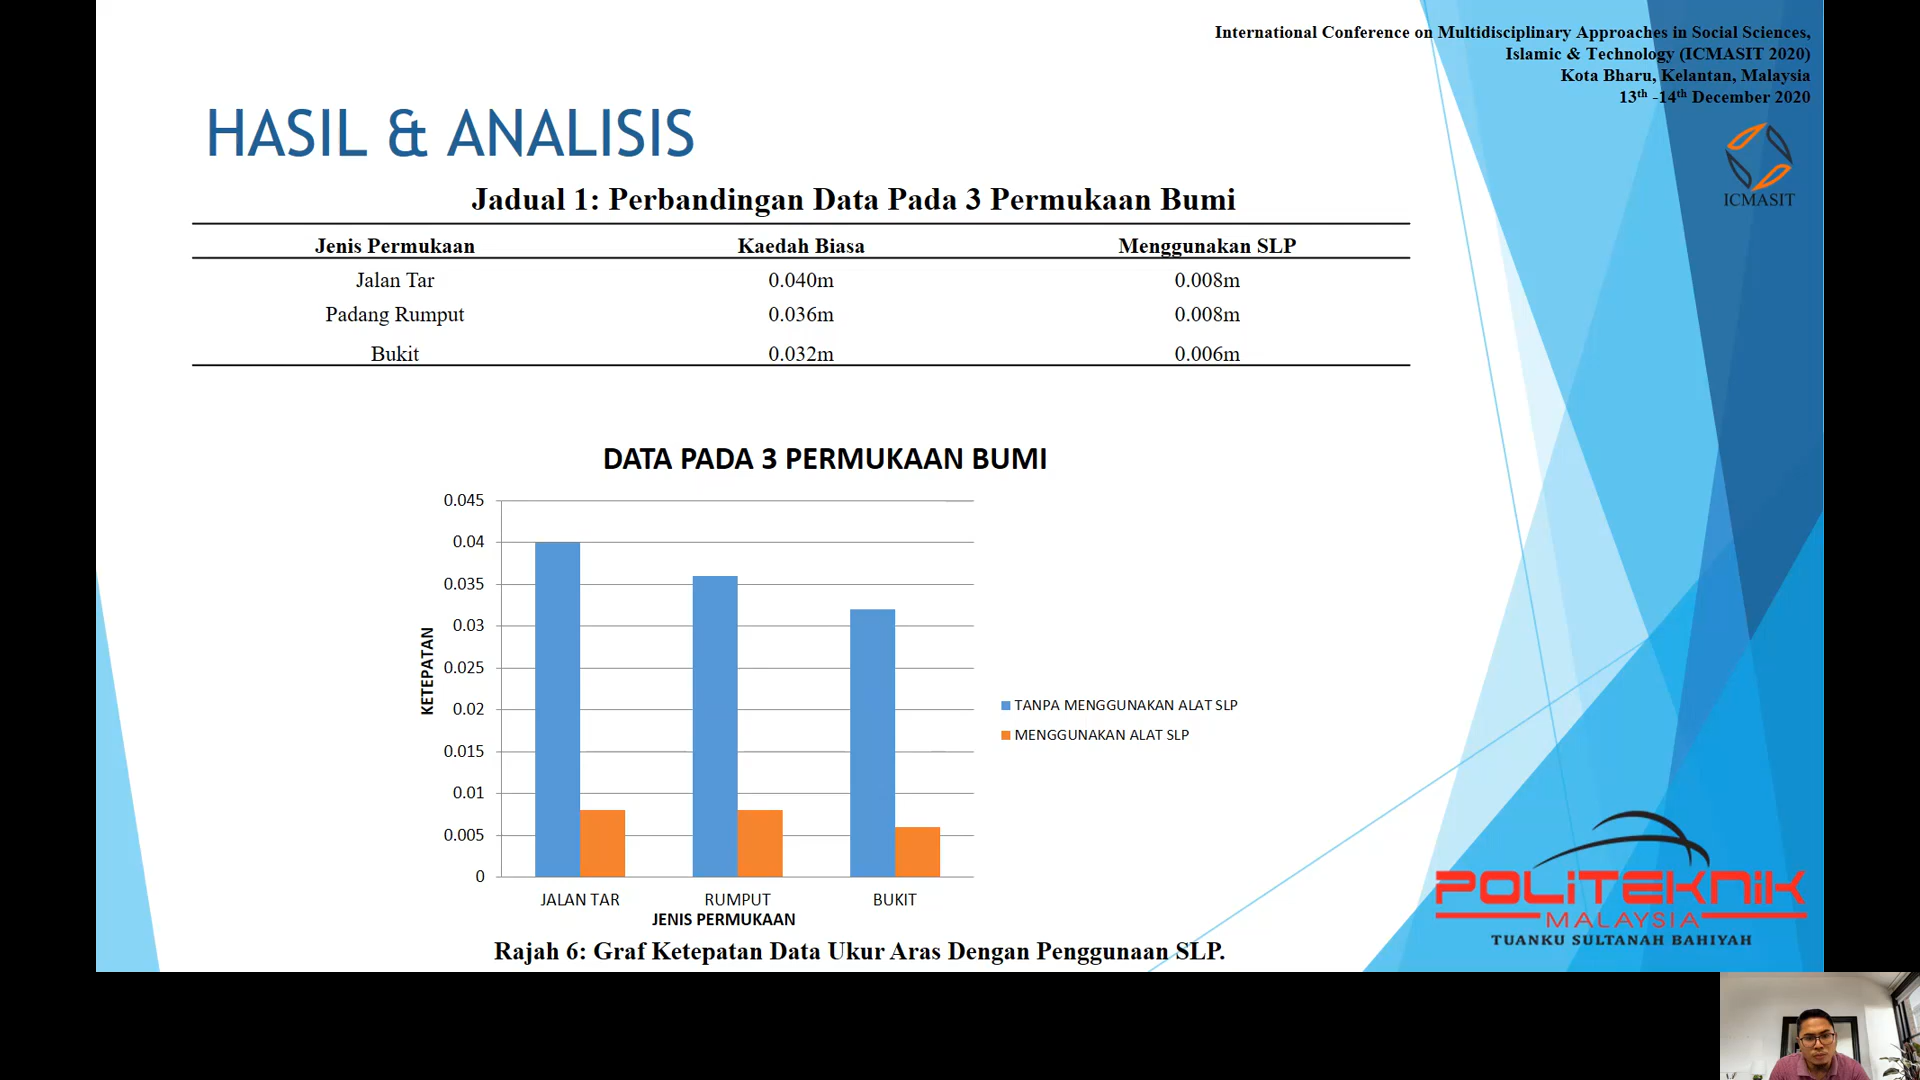 International Conference on Multidisciplinary Approaches in Social Sciences,
Islamic & Technology (ICMASIT 2020)
Kota Bharu, Kelantan, Malaysia
13th -14th December 2020
ICMASIT
HASIL & ANALISIS
Jadual 1: Perbandingan Data Pada 3 Permukaan Bumi
Jenis Permukaan Kaedah Biasa Menggunakan SLP
Jalan Tar 0.040m 0.008m
Padang Rumput 0.036m 0.008m
Bukit 0.032m 0.006m
DATA PADA 3 PERMUKAAN BUMI
0.045
0.04
0.035
0.03
0.025
0.02
0.015
0.01
0.005
0
KETEPATAN
JALAN TAR RUMPUT BUKIT
JENIS PERMUKAAN
TANPA MENGGUNAKAN ALAT SLP
MENGGUNAKAN ALAT SLP
Rajah 6: Graf Ketepatan Data Ukur Aras Dengan Penggunaan SLP.
POLITEKNIK
MALAYSIA
TUANKU SULTANAH BAHIYAH